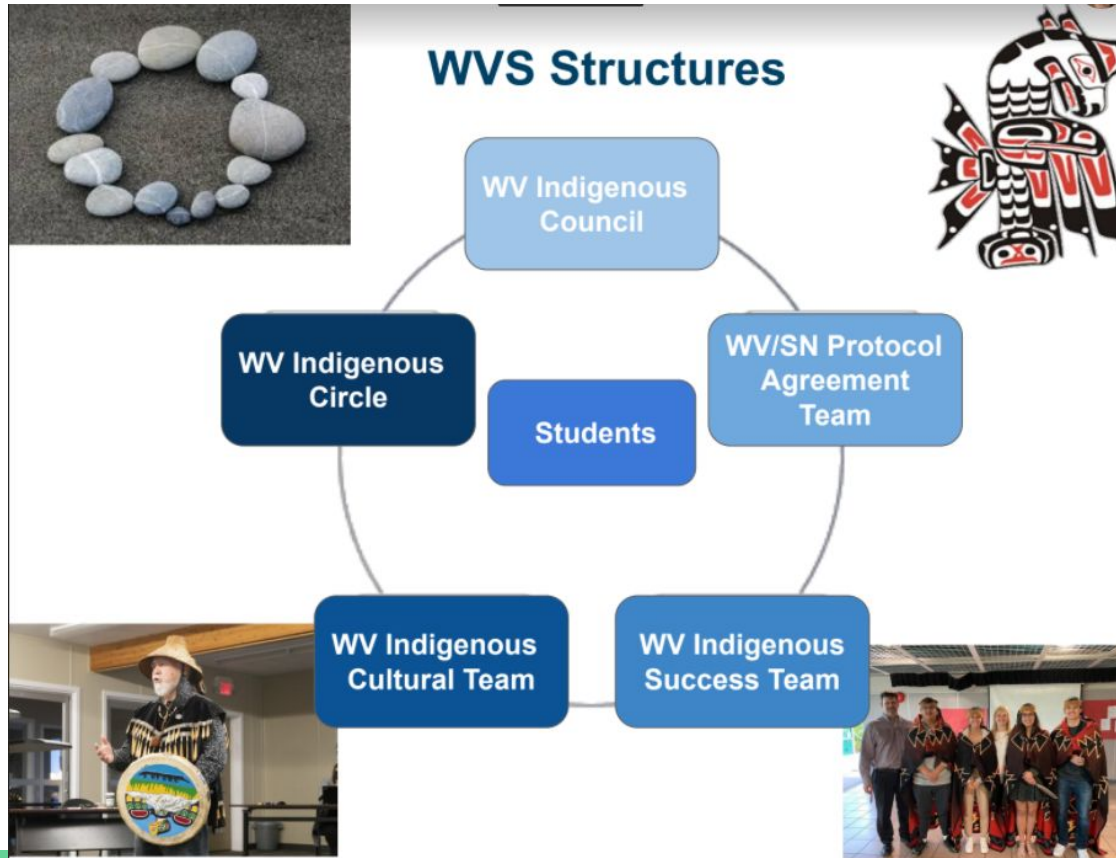 WVS Structures
WV Indigenous
Council
WV Indigenous
Circle
WV/SN Protocol
Agreement
Team
Students
WV Indigenous
Cultural Team
WV Indigenous
Success Team